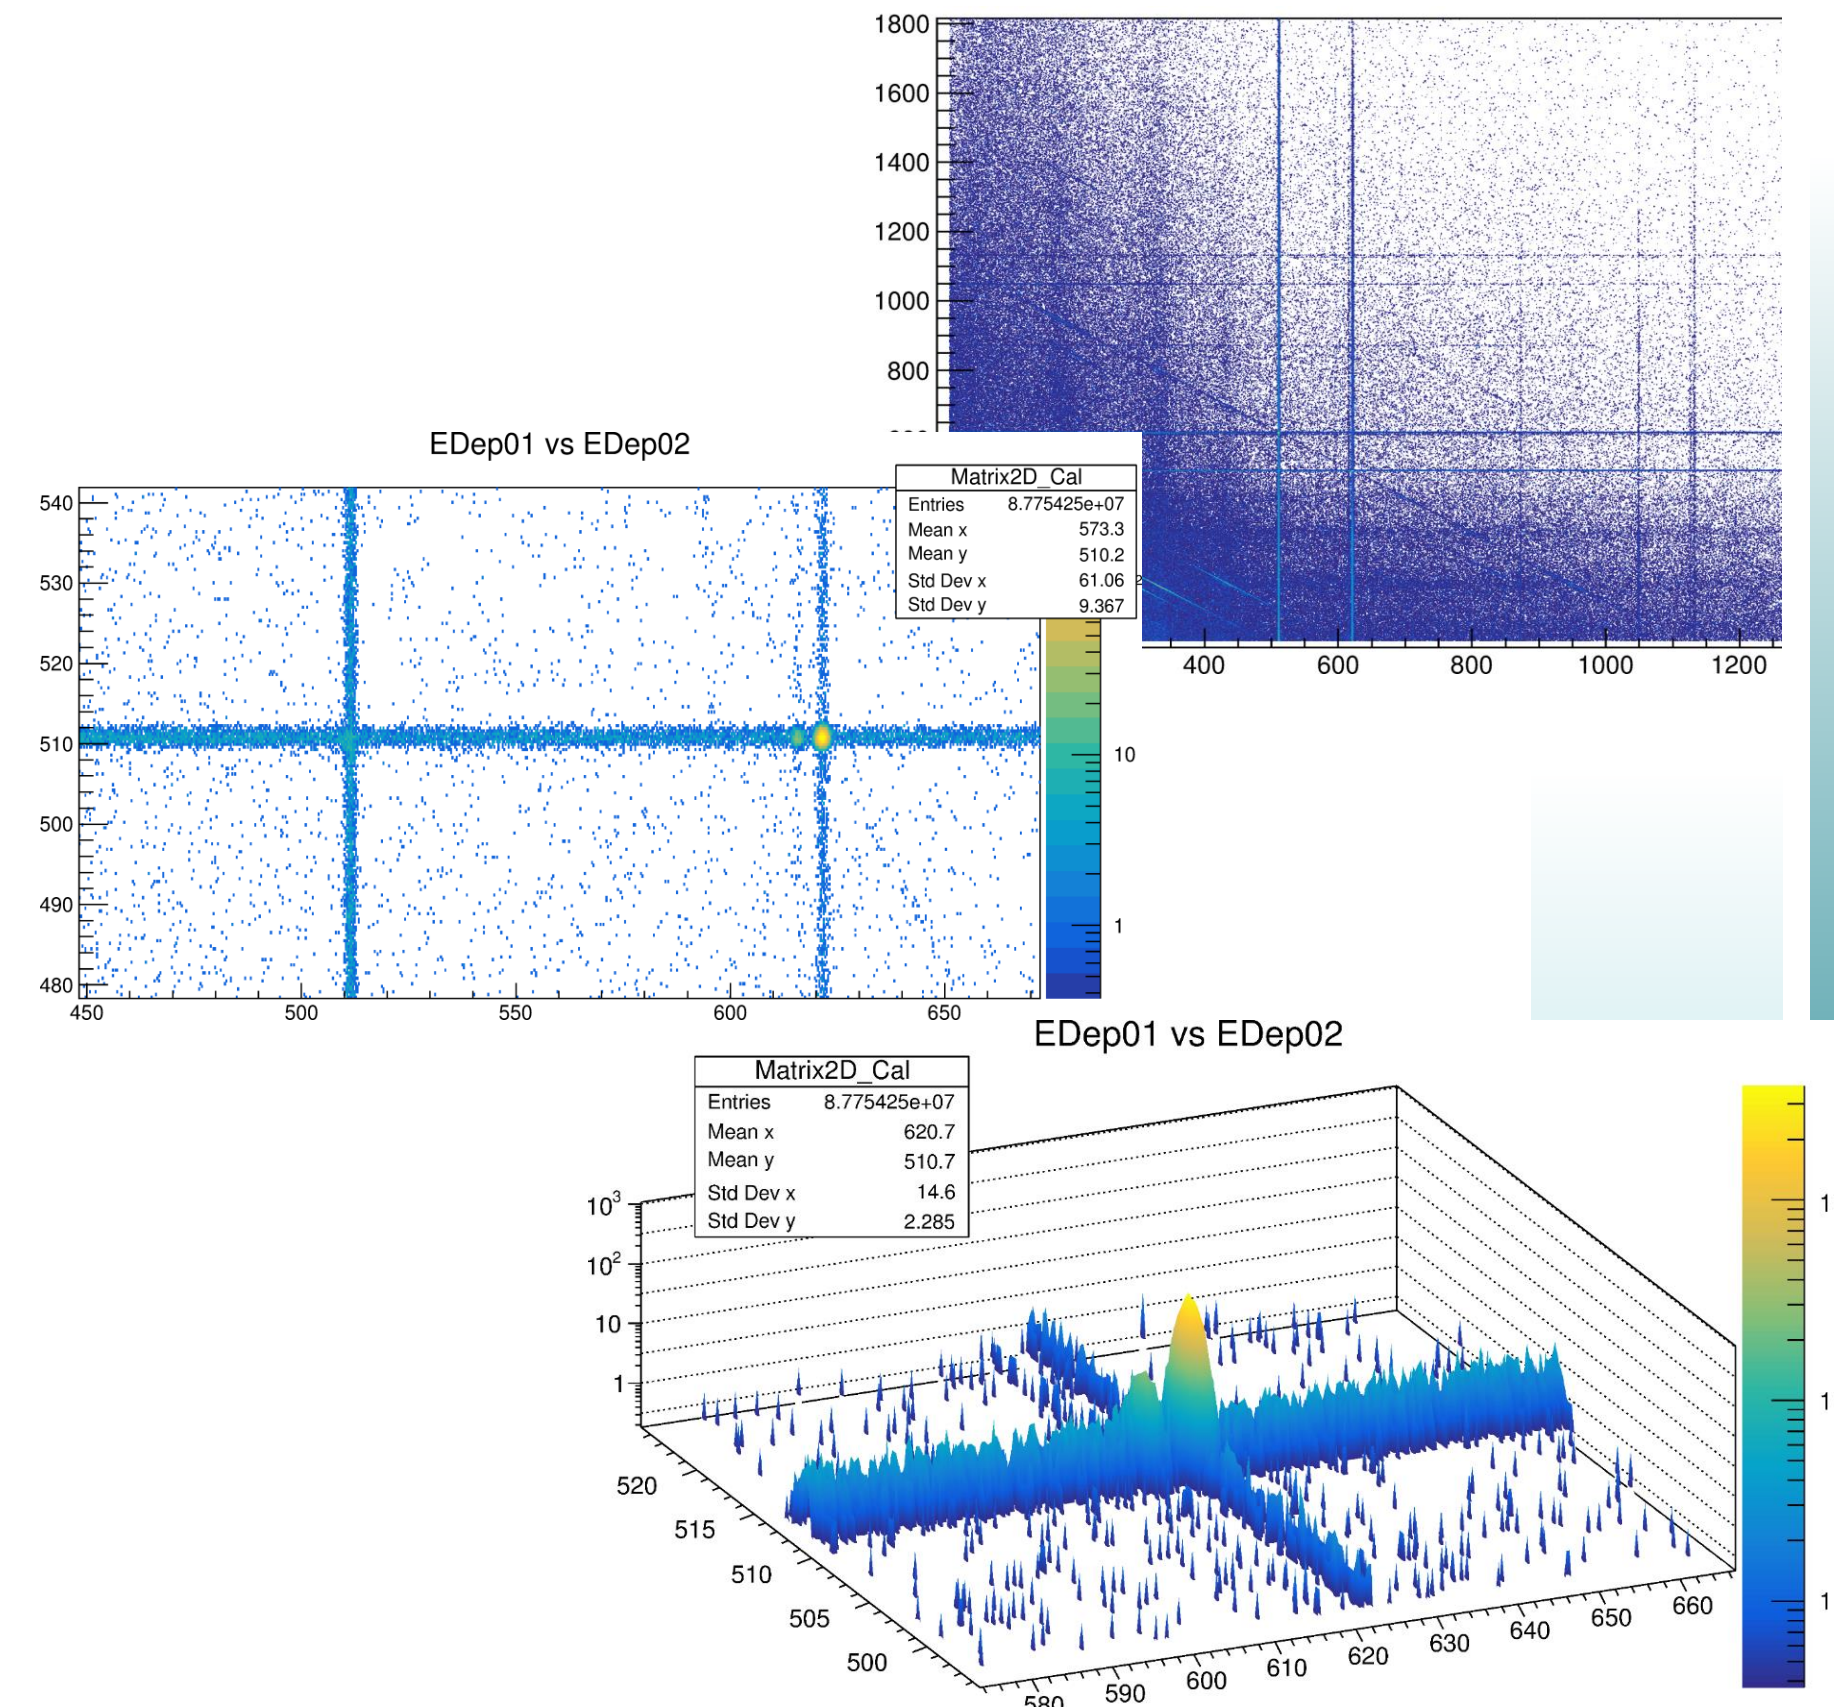 1800
1600
1400
1200
1000
800
400 600 800 1000 1200
EDep01 vs EDep02
Matrix2D_Cal
Entries 8.775425e+07
Mean x 573.3
Mean y 510.2
Std Dev x 61.06
Std Dev y 9.367
540
530
520
510
500
490
480
450 500 550 600 650
10
1
EDep01 vs EDep02
Matrix2D_Cal
Entries 8.775425e+07
Mean x 620.7
Mean y 510.7
Std Dev x 14.6
Std Dev y 2.285
10³
10²
10
1
520
515
510
505
500
580 590 600 610 620 630 640 650 660
1
1
1